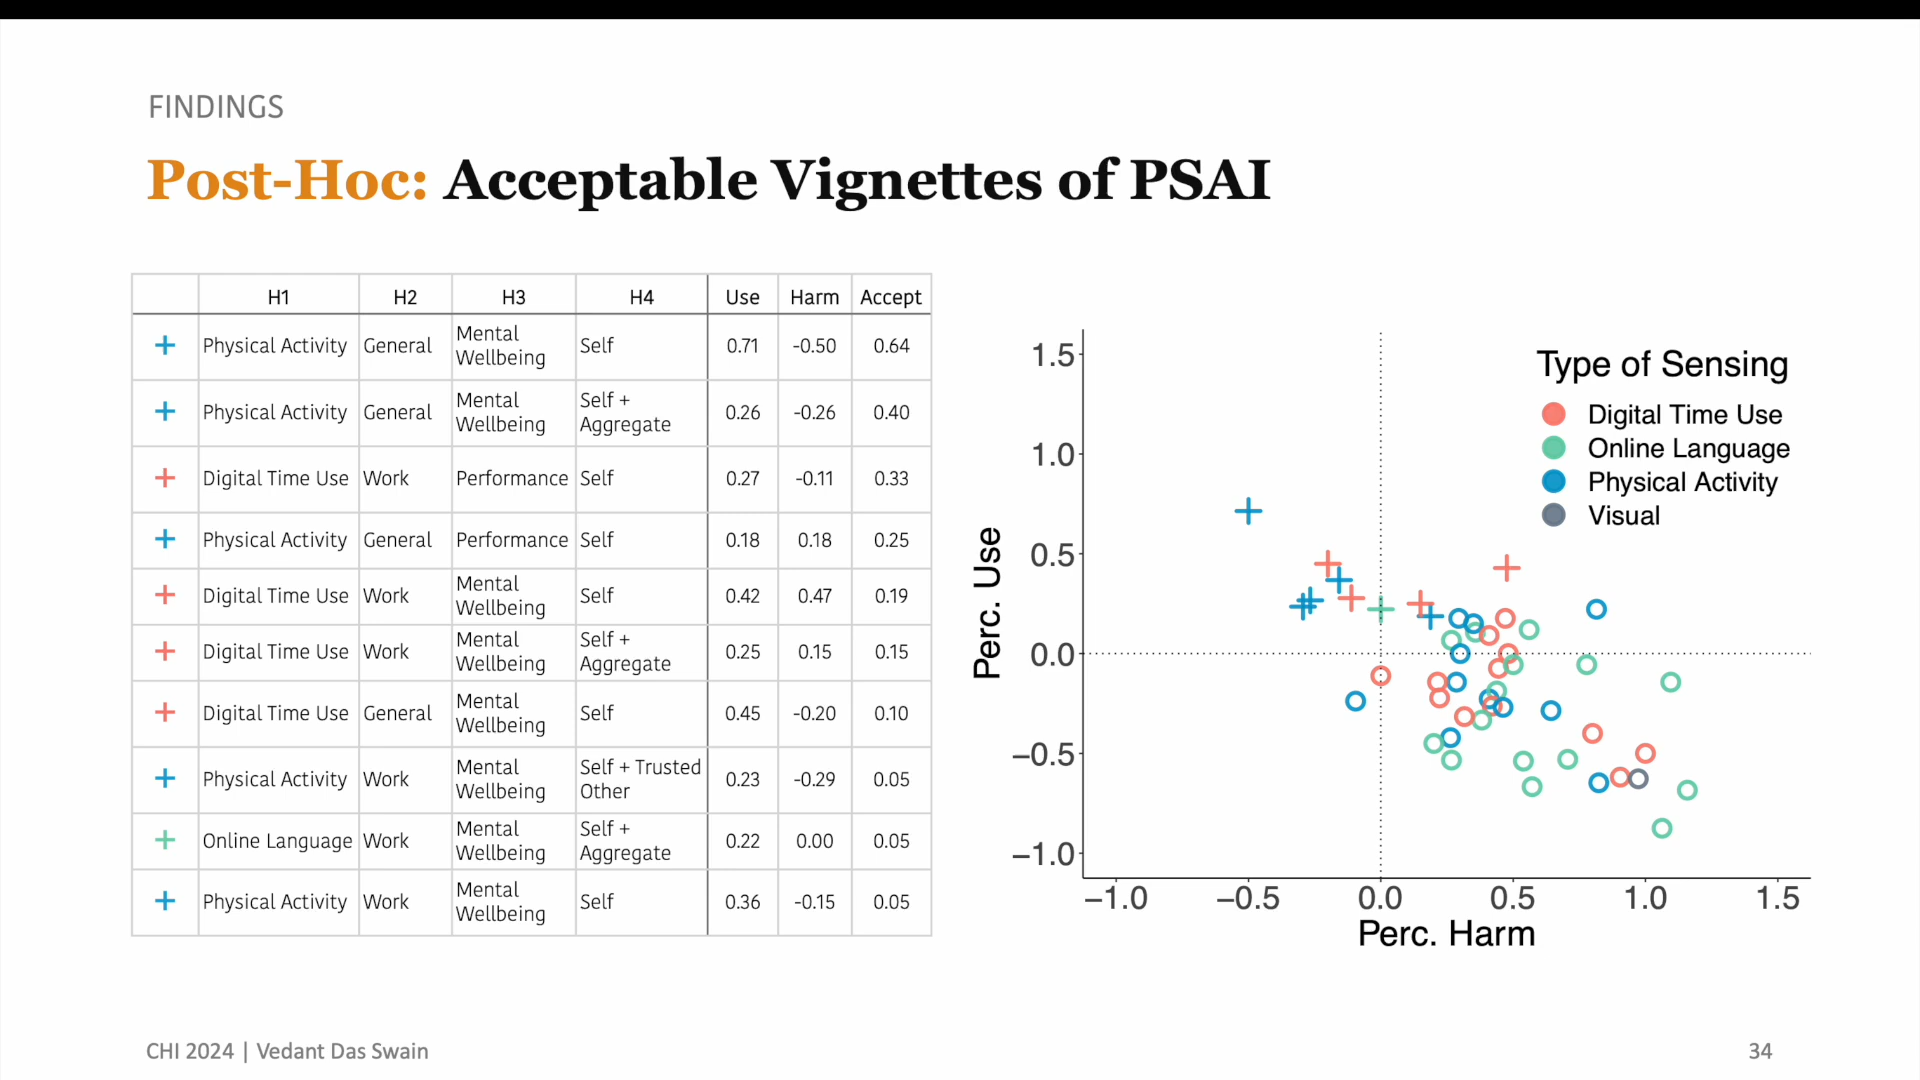 FINDINGS
Post-Hoc: Acceptable Vignettes of PSAI
H1 H2 H3 H4 Use Harm Accept
+ Physical Activity General Mental Wellbeing Self 0.71 -0.50 0.64
+ Physical Activity General Mental Wellbeing Self + Aggregate 0.26 -0.26 0.40
+ Digital Time Use Work Performance Self 0.27 -0.11 0.33
+ Physical Activity General Performance Self 0.18 0.18 0.25
+ Digital Time Use Work Mental Wellbeing Self 0.42 0.47 0.19
+ Digital Time Use Work Mental Wellbeing Self + Aggregate 0.25 0.15 0.15
+ Digital Time Use General Mental Wellbeing Self 0.45 -0.20 0.10
+ Physical Activity Work Mental Wellbeing Self + Trusted Other 0.23 -0.29 0.05
+ Online Language Work Mental Wellbeing Self + Aggregate 0.22 0.00 0.05
+ Physical Activity Work Mental Wellbeing Self 0.36 -0.15 0.05
Type of Sensing
Digital Time Use
Online Language
Physical Activity
Visual
Perc. Use
1.5
1.0
0.5
0.0
−0.5
−1.0
−1.0 −0.5 0.0 0.5 1.0 1.5
Perc. Harm
CHI 2024 | Vedant Das Swain
34